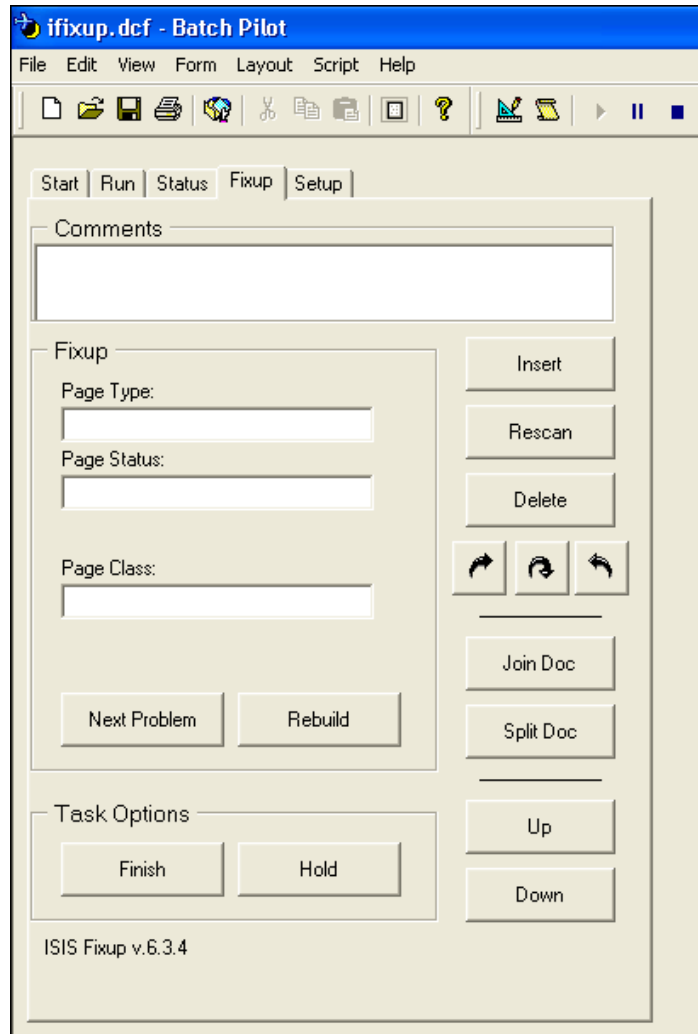 ifixup.dcf - Batch Pilot
File Edit View Form Layout Script Help
Start Run Status Fixup Setup
Comments
Fixup
Page Type:
Page Status:
Page Class:
Next Problem Rebuild
Task Options
Finish Hold
ISIS Fixup v.6.3.4
Insert
Rescan
Delete
Join Doc
Split Doc
Up
Down